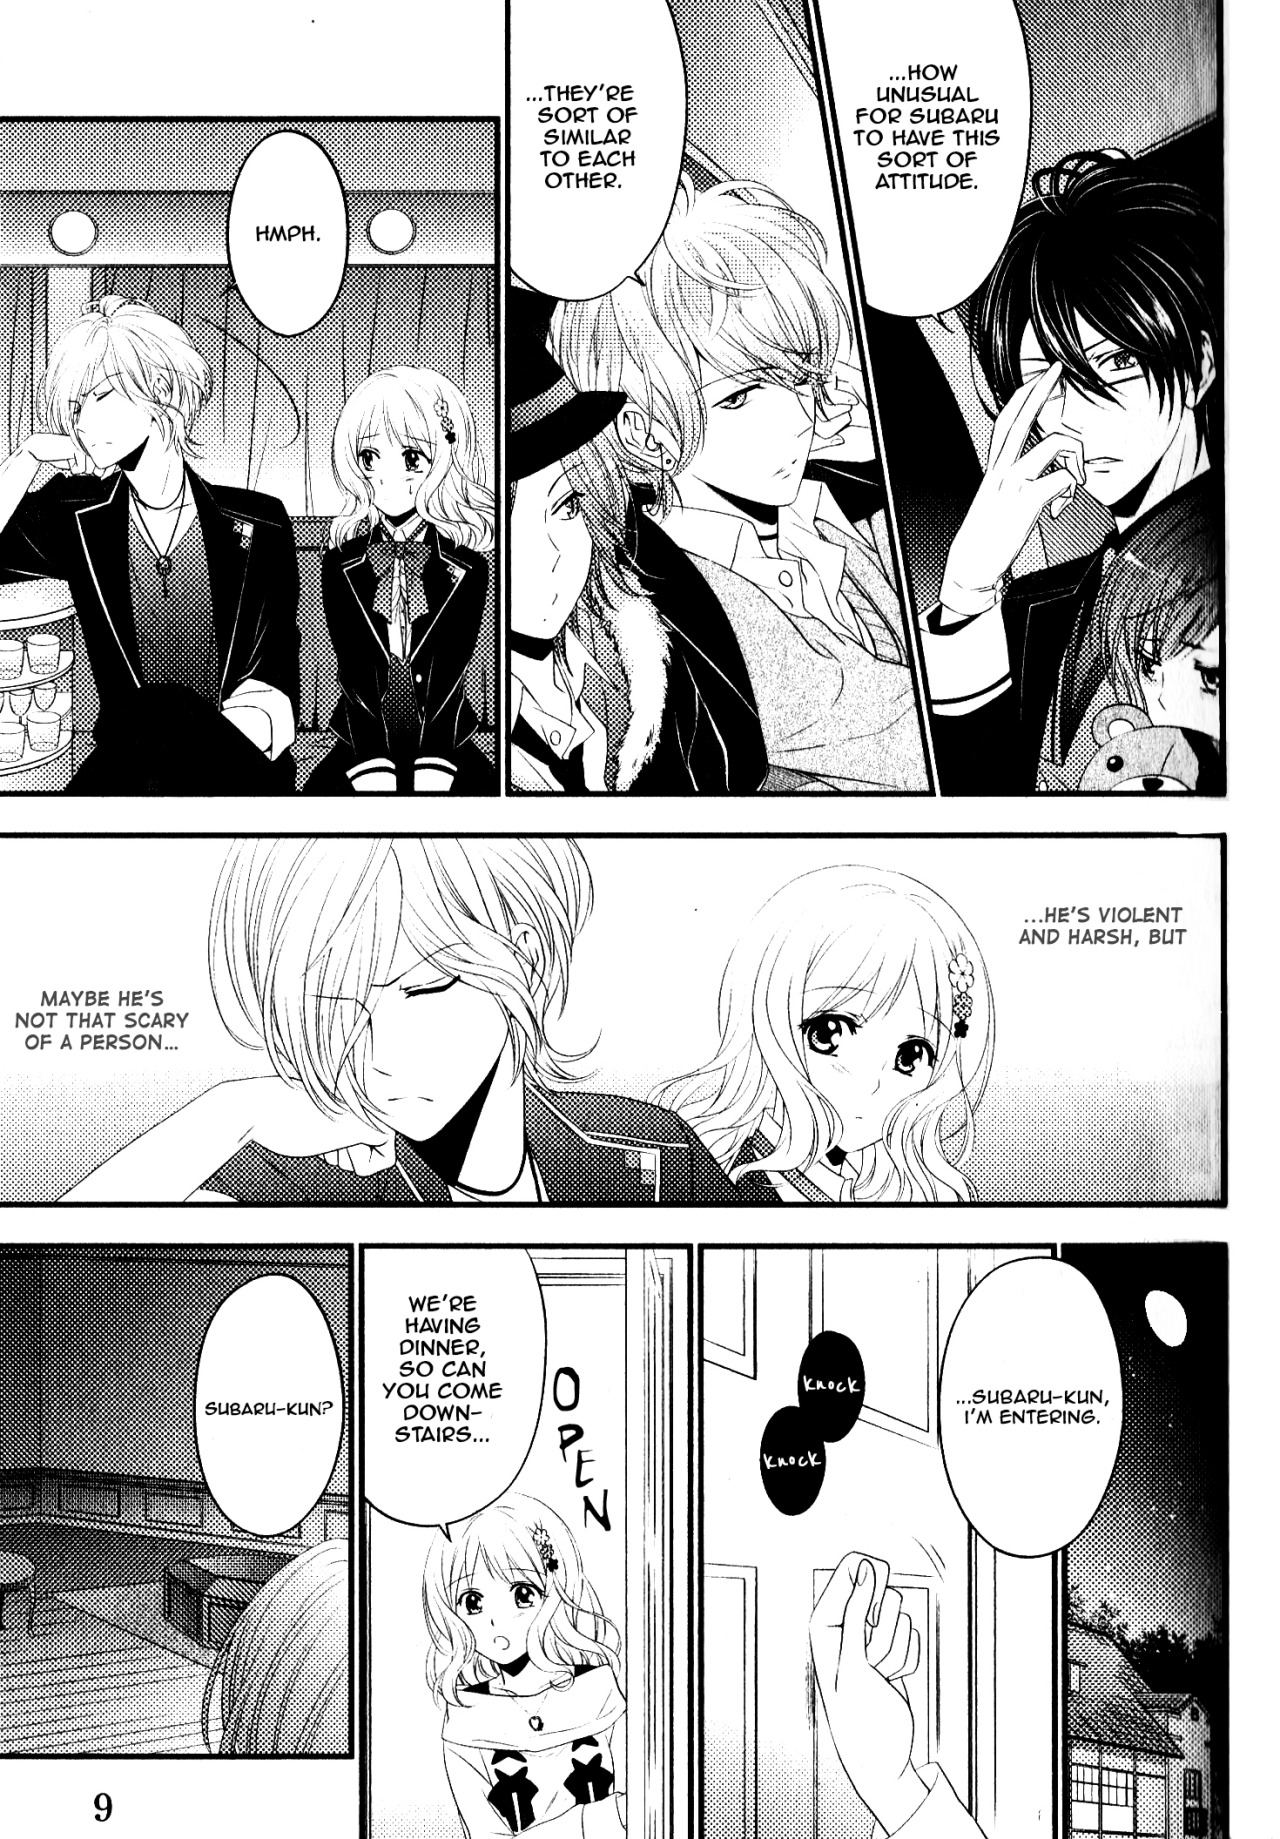 ...HOW
UNUSUAL
FOR SUBARU
TO HAVE THIS
SORT OF
ATTITUDE.
...THEY'RE
SORT OF
SIMILAR
TO EACH
OTHER.
HMPH.
...HE'S VIOLENT
AND HARSH, BUT
MAYBE HE'S
NOT THAT SCARY
OF A PERSON...
...SUBARU-KUN,
I'M ENTERING.
knock
knock
OPEN
WE'RE
HAVING
DINNER,
SO CAN
YOU COME
DOWN-
STAIRS...
SUBARU-KUN?
9